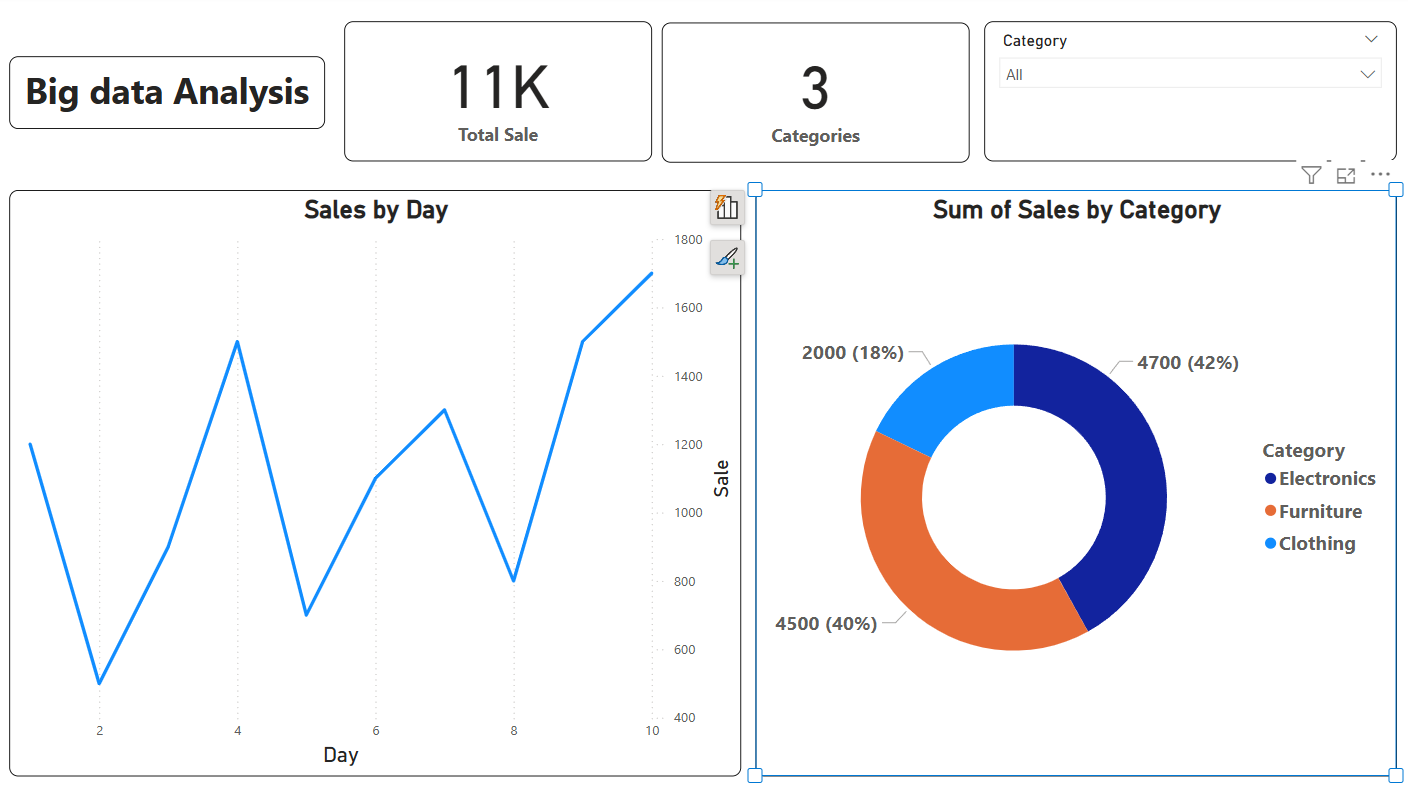 Big data Analysis
11K
Total Sale
3
Categories
Category
All
Sales by Day
1800
1600
1400
1200
1000
800
600
400
Sale
2
4
6
8
10
Day
Sum of Sales by Category
2000 (18%)
4700 (42%)
4500 (40%)
Category
Electronics
Furniture
Clothing